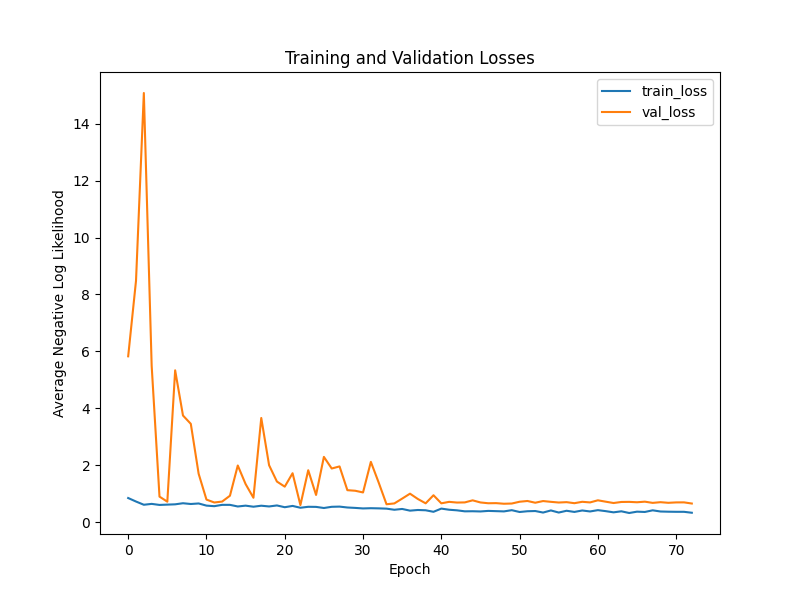 Training and Validation Losses
train_loss
val_loss
Average Negative Log Likelihood
14
12
10
8
6
4
2
0
0 10 20 30 40 50 60 70
Epoch